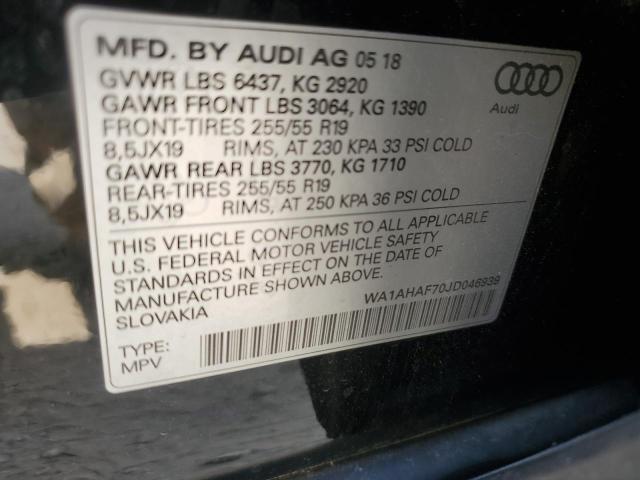 MFD. BY AUDI AG 05 18
GVWR LBS 6437, KG 2920
GAWR FRONT LBS 3064, KG 1390
FRONT-TIRES 255/55 R19
8,5JX19 RIMS, AT 230 KPA 33 PSI COLD
GAWR REAR LBS 3770, KG 1710
REAR-TIRES 255/55 R19
8,5JX19 RIMS, AT 250 KPA 36 PSI COLD
Audi
THIS VEHICLE CONFORMS TO ALL APPLICABLE
U.S. FEDERAL MOTOR VEHICLE SAFETY
STANDARDS IN EFFECT ON THE DATE OF
MANUFACTURE SHOWN ABOVE.
SLOVAKIA
WA1AHAF70JD046939
TYPE:
MPV